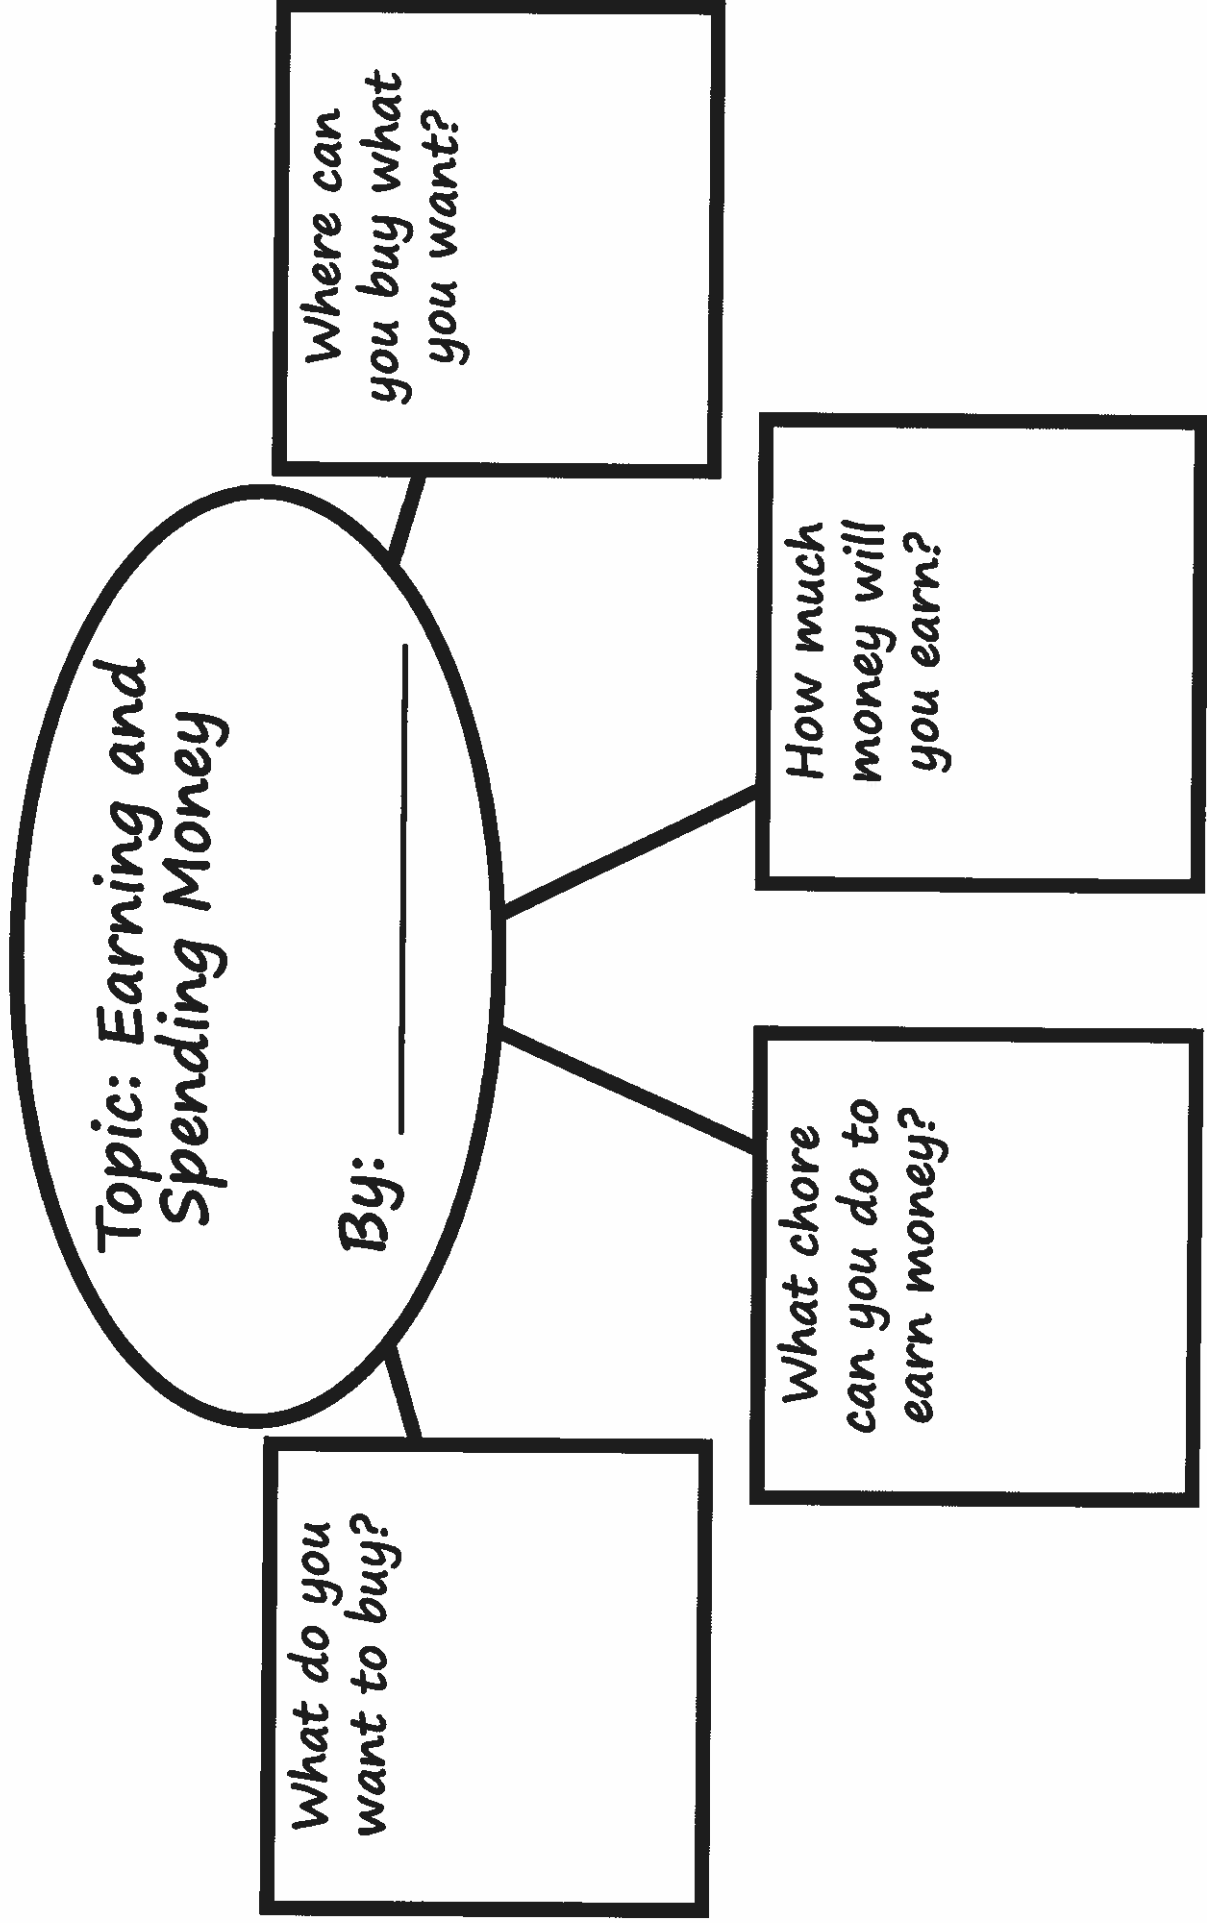 Topic: Earning and
Spending Money
By:
What do you
want to buy?
What chore
can you do to
earn money?
How much
money will
you earn?
Where can
you buy what
you want?